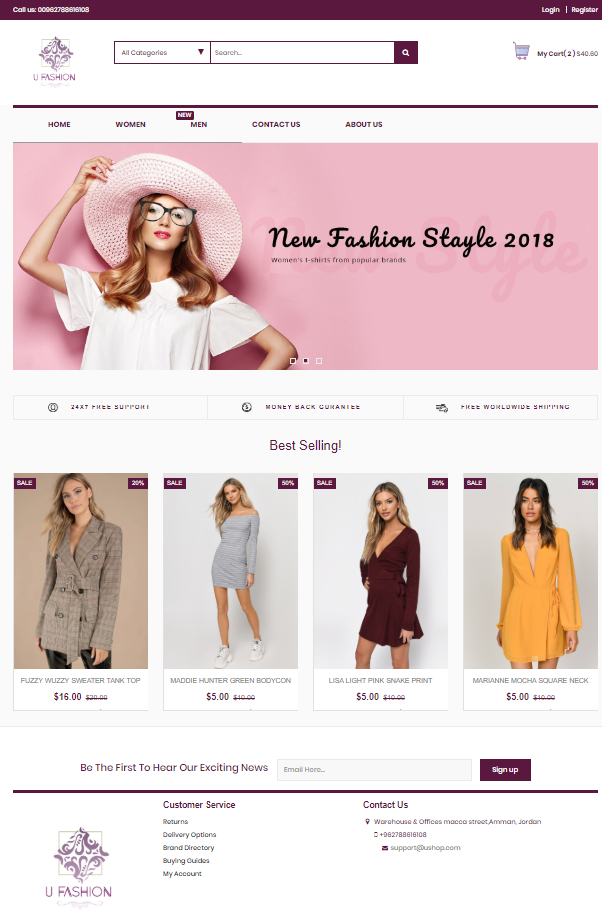 Call us: 00962788616108
Login | Register
U FASHION
All Categories
Search...
My Cart( 2 ) $40.60
NEW
HOME WOMEN MEN CONTACT US ABOUT US
Style
New Fashion Stayle 2018
Women's t-shirts from popular brands
24X7 FREE SUPPORT
MONEY BACK GURANTEE
FREE WORLDWIDE SHIPPING
Best Selling!
SALE 20%
SALE 50%
SALE 50%
SALE 50%
FUZZY WUZZY SWEATER TANK TOP
$16.00 $20.00
MADDIE HUNTER GREEN BODYCON
$5.00 $10.00
LISA LIGHT PINK SNAKE PRINT
$5.00 $10.00
MARIANNE MOCHA SQUARE NECK
$5.00 $10.00
Be The First To Hear Our Exciting News
Email Here...
Sign up
U FASHION
Customer Service
Returns
Delivery Options
Brand Directory
Buying Guides
My Account
Contact Us
Warehouse & Offices macca street,Amman, Jordan
+962788616108
support@ushop.com